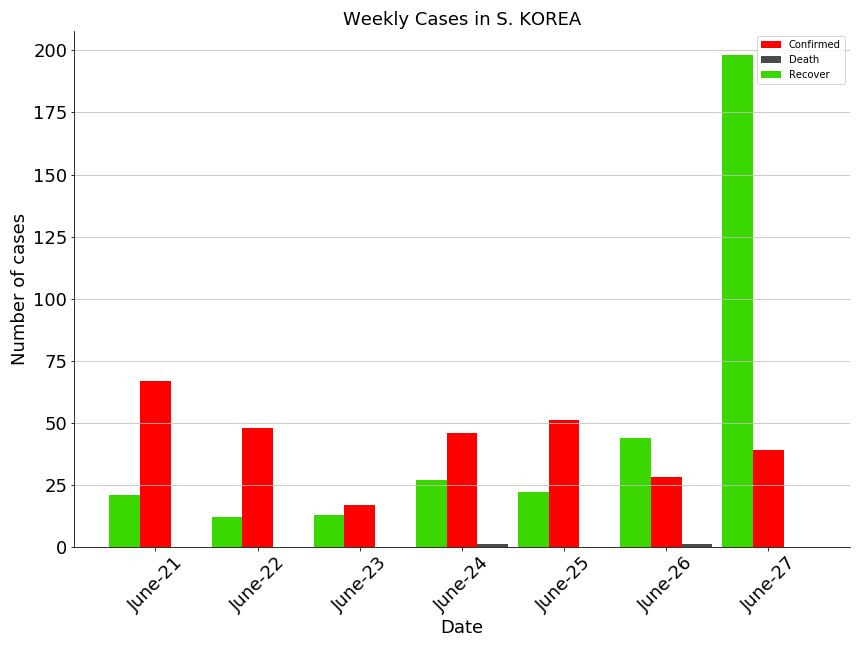 Weekly Cases in S. KOREA
Confirmed
Death
Recover
200
175
150
125
100
75
50
25
0
Number of cases
June-21
June-22
June-23
June-24
June-25
June-26
June-27
Date